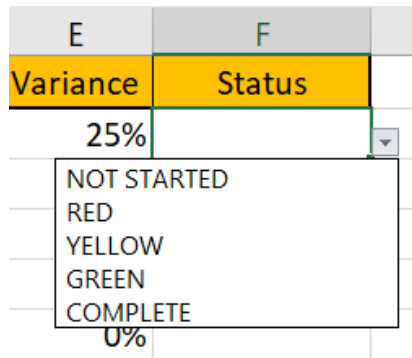 E F
Variance Status
25%
NOT STARTED
RED
YELLOW
GREEN
COMPLETE
0%